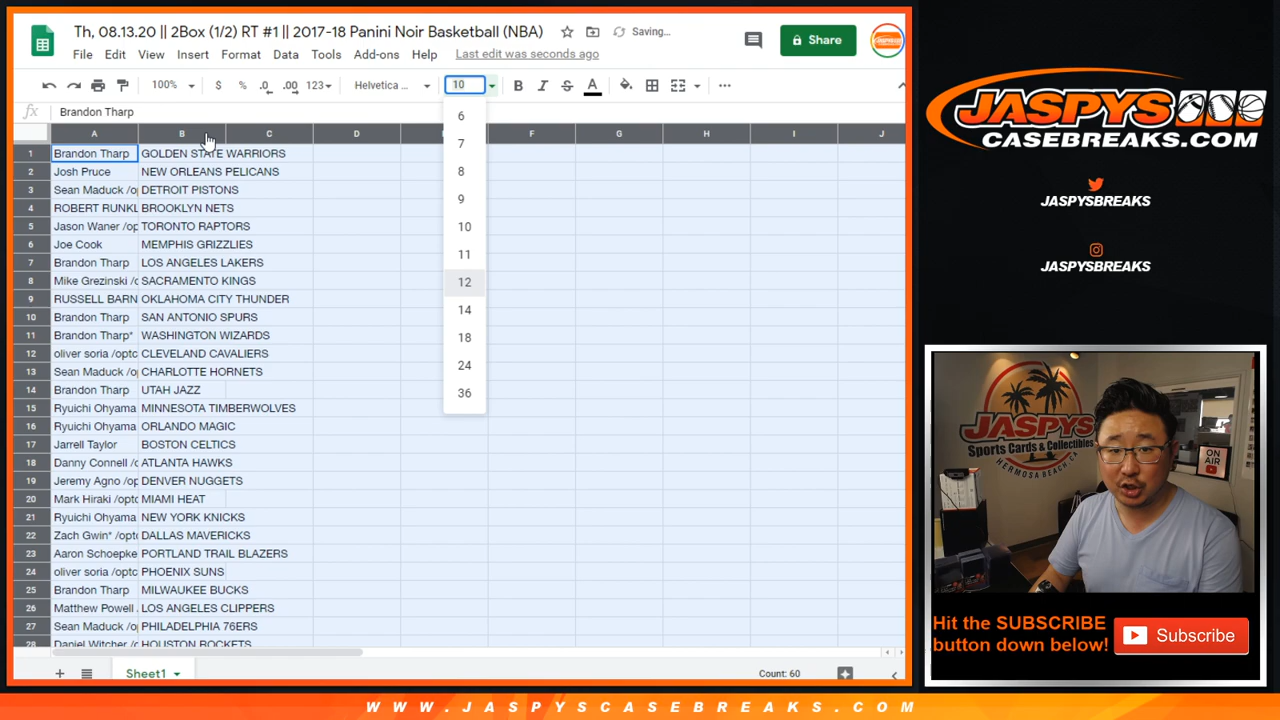 Th, 08.13.20 || 2Box (1/2) RT #1 || 2017-18 Panini Noir Basketball (NBA) Saving...
File Edit View Insert Format Data Tools Add-ons Help Last edit was seconds ago
Share
100% $ % .0 .00 123 Helvetica ... 10 B I S A
fx Brandon Tharp
A B C D F G H I J
1 Brandon Tharp GOLDEN STATE WARRIORS
2 Josh Pruce NEW ORLEANS PELICANS
3 Sean Maduck /o DETROIT PISTONS
4 ROBERT RUNKL BROOKLYN NETS
5 Jason Waner /op TORONTO RAPTORS
6 Joe Cook MEMPHIS GRIZZLIES
7 Brandon Tharp LOS ANGELES LAKERS
8 Mike Grezinski /o SACRAMENTO KINGS
9 RUSSELL BARN OKLAHOMA CITY THUNDER
10 Brandon Tharp SAN ANTONIO SPURS
11 Brandon Tharp* WASHINGTON WIZARDS
12 oliver soria /optc CLEVELAND CAVALIERS
13 Sean Maduck /o CHARLOTTE HORNETS
14 Brandon Tharp UTAH JAZZ
15 Ryuichi Ohyama MINNESOTA TIMBERWOLVES
16 Ryuichi Ohyama ORLANDO MAGIC
17 Jarrell Taylor BOSTON CELTICS
18 Danny Connell /o ATLANTA HAWKS
19 Jeremy Agno /op DENVER NUGGETS
20 Mark Hiraki /opt MIAMI HEAT
21 Ryuichi Ohyama NEW YORK KNICKS
22 Zach Gwin* /opt DALLAS MAVERICKS
23 Aaron Schoepke PORTLAND TRAIL BLAZERS
24 oliver soria /optc PHOENIX SUNS
25 Brandon Tharp MILWAUKEE BUCKS
26 Matthew Powell LOS ANGELES CLIPPERS
27 Sean Maduck /o PHILADELPHIA 76ERS
28 Daniel Witcher /o HOUSTON ROCKETS
6
7
8
9
10
11
12
14
18
24
36
Sheet1
Count: 60
JASPYS
CASEBREAKS.COM
JASPYSBREAKS
JASPYSBREAKS
JASPYS
Sports Cards & Collectibles
HERMOSA BEACH, CA
ON AIR
Hit the SUBSCRIBE
button down below!
Subscribe
WWW.JASPYSCASEBREAKS.COM